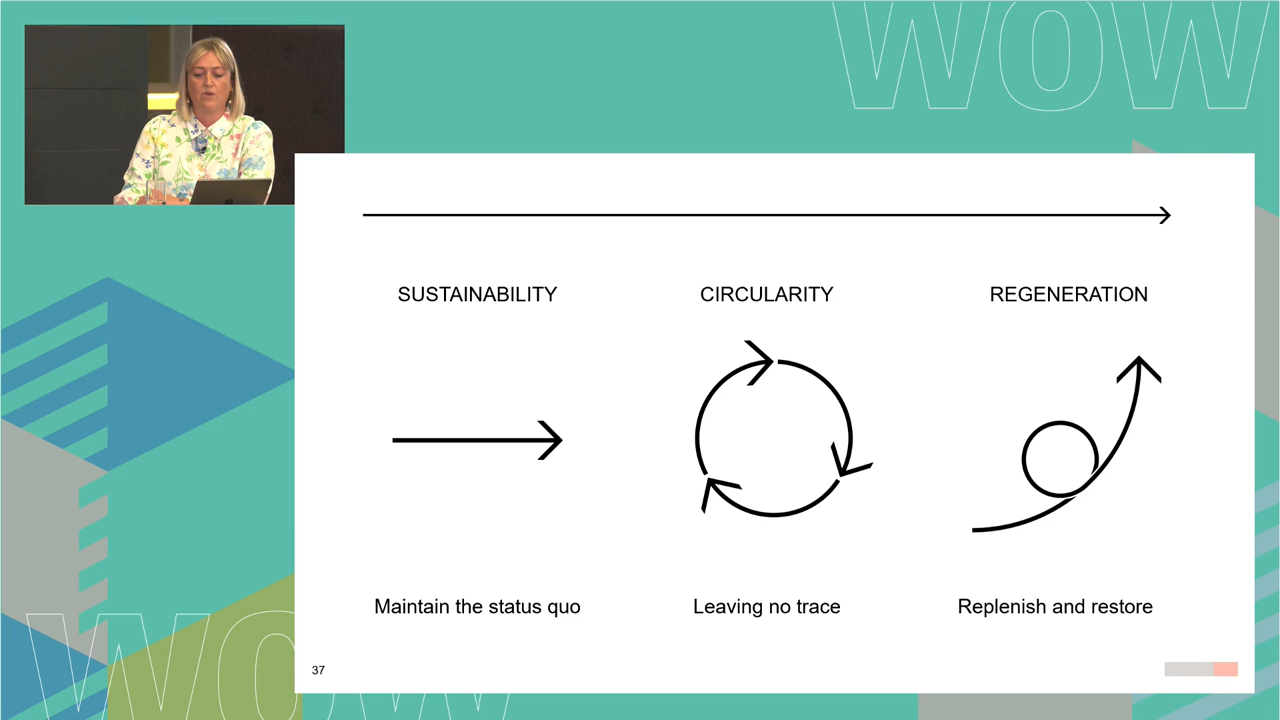 WOW
SUSTAINABILITY
CIRCULARITY
REGENERATION
Maintain the status quo
Leaving no trace
Replenish and restore
37
WOW